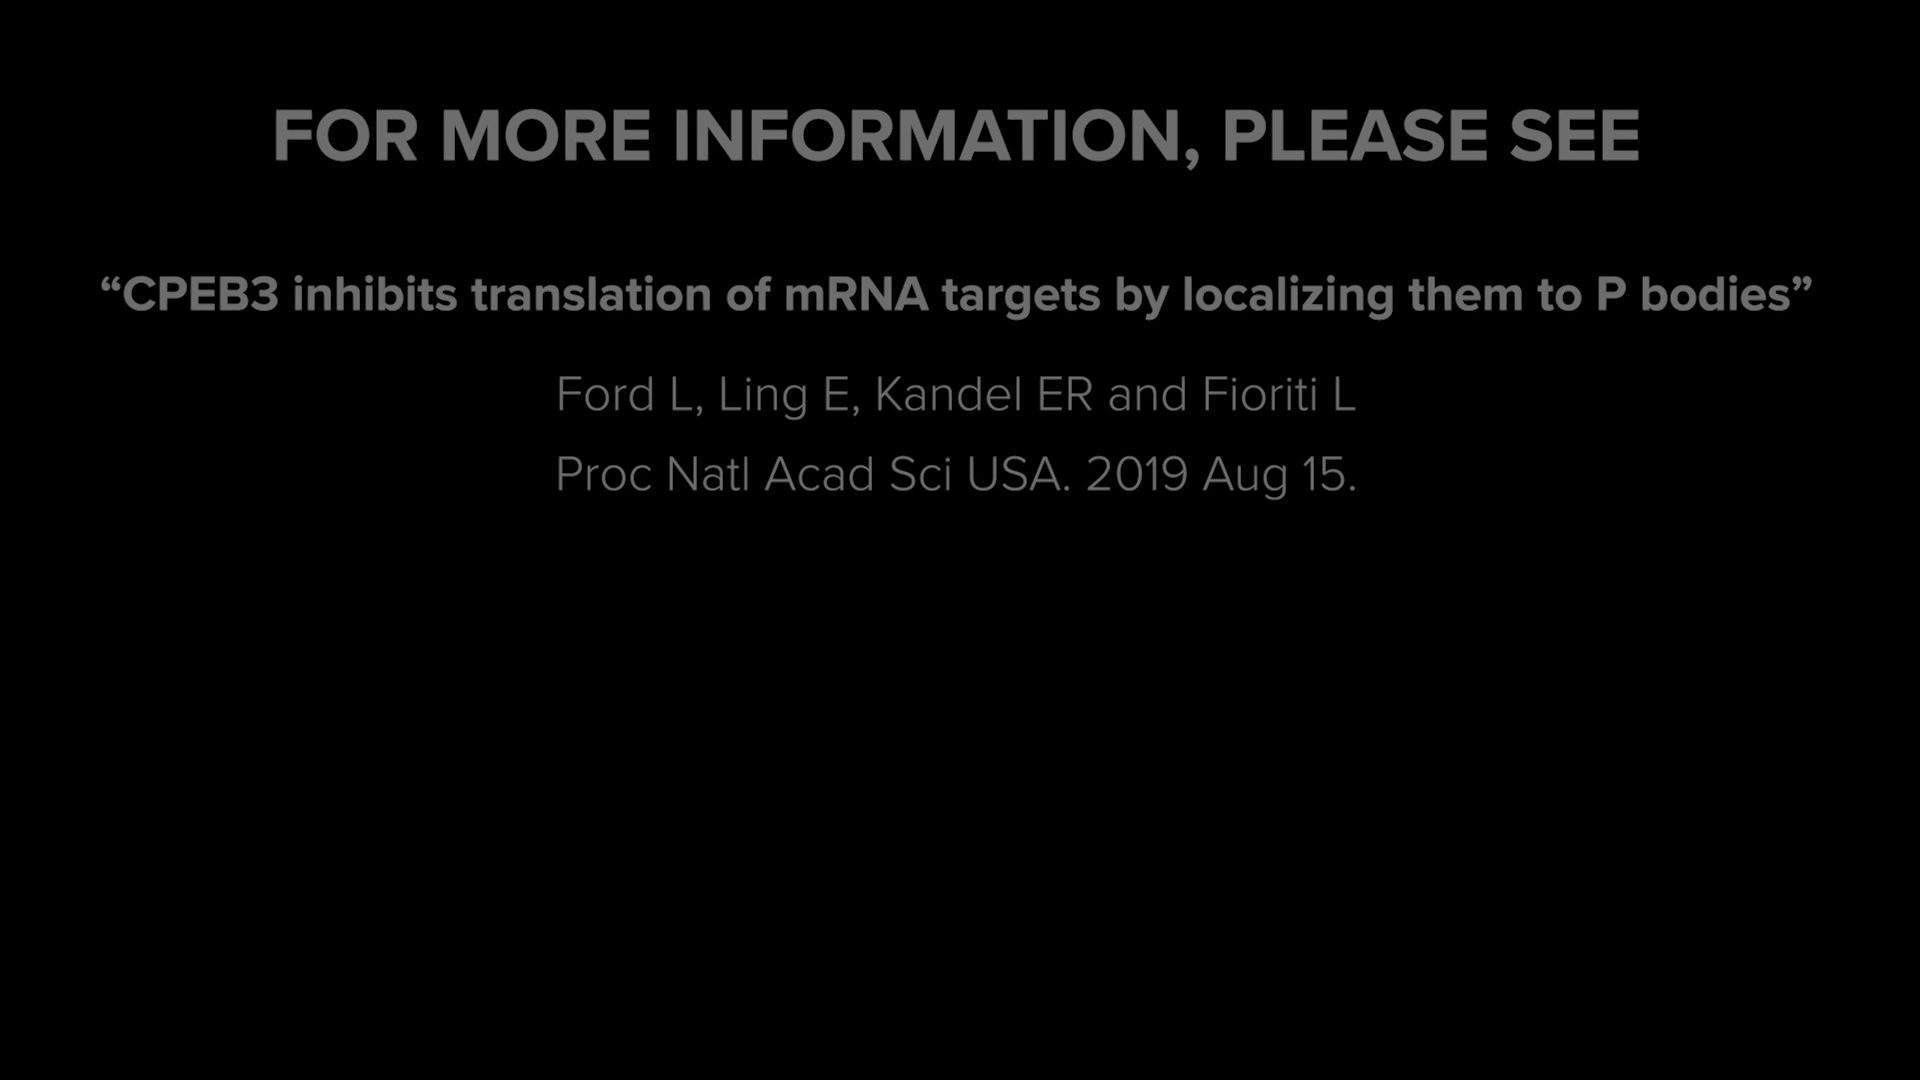 FOR MORE INFORMATION, PLEASE SEE
“CPEB3 inhibits translation of mRNA targets by localizing them to P bodies”
Ford L, Ling E, Kandel ER and Fioriti L
Proc Natl Acad Sci USA. 2019 Aug 15.